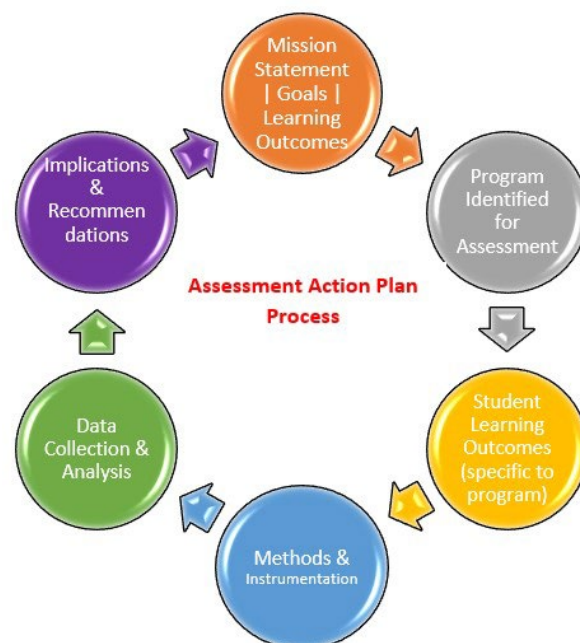 Mission
Statement
| Goals |
Learning
Outcomes
Program
Identified
for
Assessment
Student
Learning
Outcomes
(specific to
program)
Methods &
Instrumentation
Data
Collection &
Analysis
Implications
&
Recommen
dations
Assessment Action Plan
Process